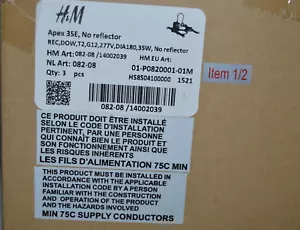 H&M
Apex 35E, No reflector
REC,DOW,T2,G12,277V,DIA180,35W, No reflector
HM Art: 082-08 /14002039
HM EU Art:
NL Art: 082-08
01-P0820001-01M
Qty: 3 pcs
HS8504100000 1521
082-08 /14002039
Item 1/2
CE PRODUIT DOIT ÊTRE INSTALLÉ
SELON LE CODE D'INSTALLATION
PERTINENT, PAR UNE PERSONNE
QUI CONNAÎT BIEN LE PRODUIT ET
SON FONCTIONNEMENT AINSI QUE
LES RISQUES INHÉRENTS
LES FILS D'ALIMENTATION 75C MIN
THIS PRODUCT MUST BE INSTALLED IN
ACCORDANCE WITH THE APPLICABLE
INSTALLATION CODE BY A PERSON
FAMILIAR WITH THE CONSTRUCTION
AND OPERATION OF THE PRODUCT
AND THE HAZARDS INVOLVED
MIN 75C SUPPLY CONDUCTORS